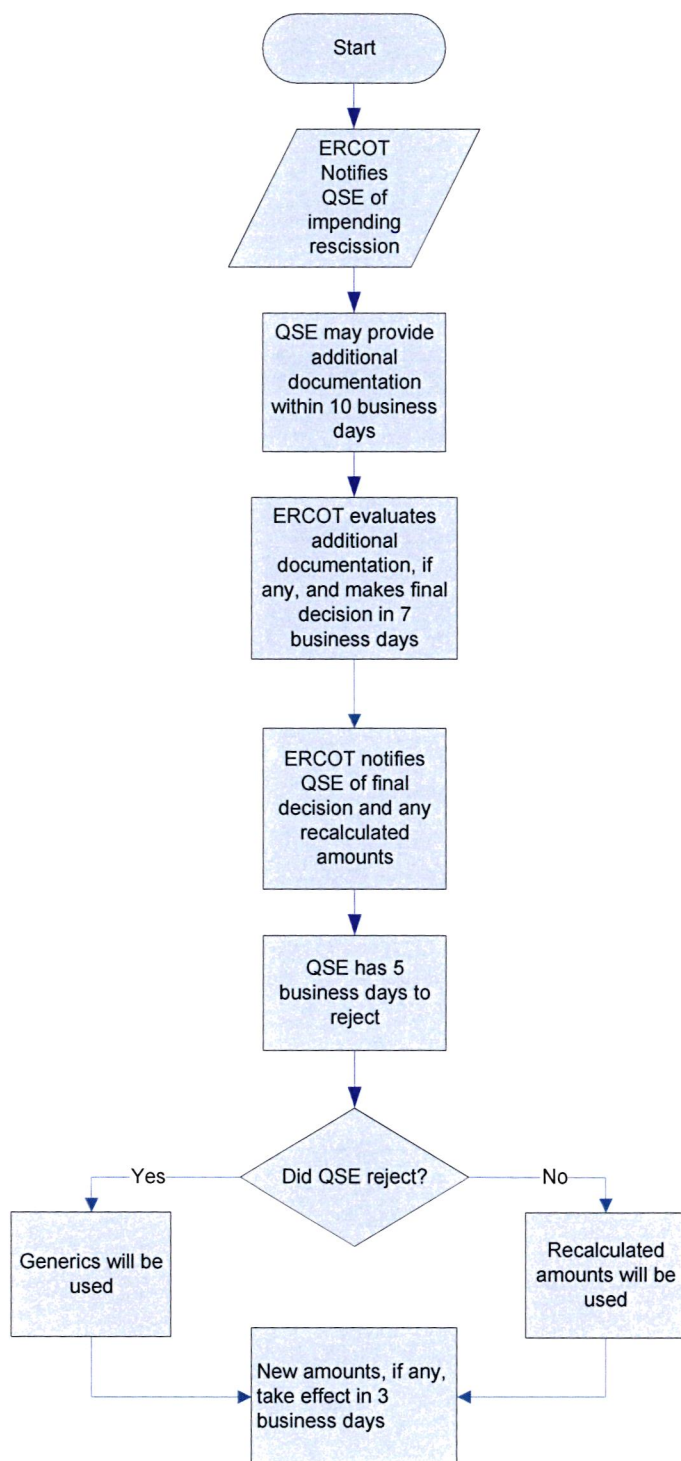 Start
ERCOT
Notifies
QSE of
impending
rescission
QSE may provide
additional
documentation
within 10 business
days
ERCOT evaluates
additional
documentation, if
any, and makes final
decision in 7
business days
ERCOT notifies
QSE of final
decision and any
recalculated
amounts
QSE has 5
business days to
reject
Did QSE reject?
Yes
No
Generics will be
used
Recalculated
amounts will be
used
New amounts, if any,
take effect in 3
business days